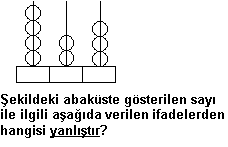 Şekildeki abaküste gösterilen sayı
ile ilgili aşağıda verilen ifadelerden
hangisi yanlıştır?